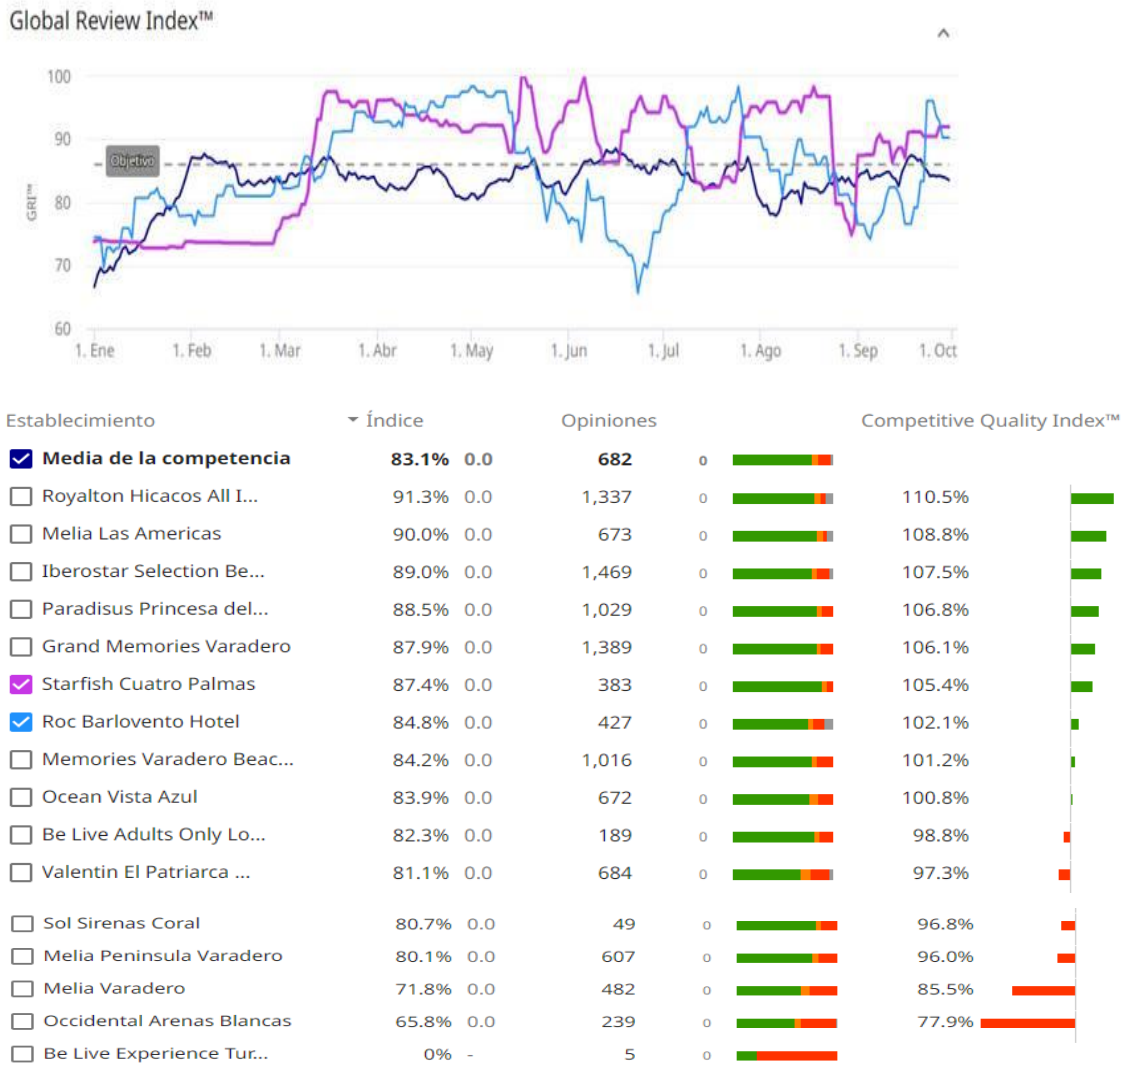 Global Review Index™
100
90
Objetivo
80
70
60
GRI™
1. Ene 1. Feb 1. Mar 1. Abr 1. May 1. Jun 1. Jul 1. Ago 1. Sep 1. Oct
Establecimiento Índice Opiniones Competitive Quality Index™
Media de la competencia 83.1% 0.0 682 0
Royalton Hicacos All I... 91.3% 0.0 1,337 0 110.5%
Melia Las Americas 90.0% 0.0 673 0 108.8%
Iberostar Selection Be... 89.0% 0.0 1,469 0 107.5%
Paradisus Princesa del... 88.5% 0.0 1,029 0 106.8%
Grand Memories Varadero 87.9% 0.0 1,389 0 106.1%
Starfish Cuatro Palmas 87.4% 0.0 383 0 105.4%
Roc Barlovento Hotel 84.8% 0.0 427 0 102.1%
Memories Varadero Beac... 84.2% 0.0 1,016 0 101.2%
Ocean Vista Azul 83.9% 0.0 672 0 100.8%
Be Live Adults Only Lo... 82.3% 0.0 189 0 98.8%
Valentin El Patriarca ... 81.1% 0.0 684 0 97.3%
Sol Sirenas Coral 80.7% 0.0 49 0 96.8%
Melia Peninsula Varadero 80.1% 0.0 607 0 96.0%
Melia Varadero 71.8% 0.0 482 0 85.5%
Occidental Arenas Blancas 65.8% 0.0 239 0 77.9%
Be Live Experience Tur... 0% - 5 0